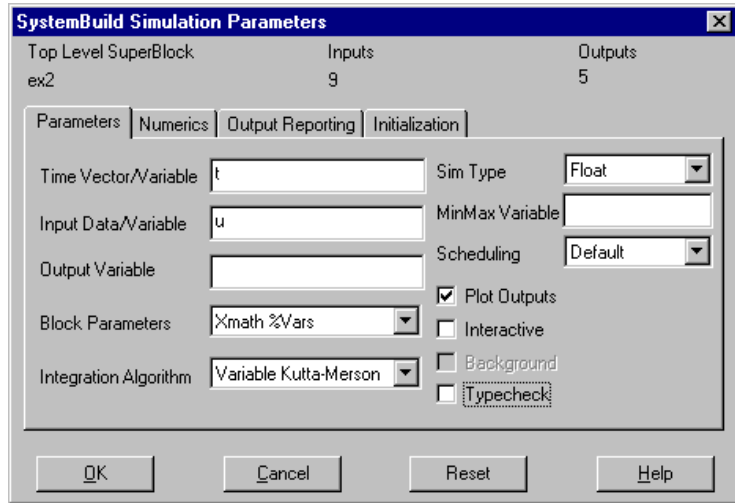 SystemBuild Simulation Parameters
Top Level SuperBlock Inputs Outputs
ex2 9 5
Parameters Numerics Output Reporting Initialization
Time Vector/Variable t
Input Data/Variable u
Output Variable
Block Parameters Xmath %Vars
Integration Algorithm Variable Kutta-Merson
Sim Type Float
MinMax Variable
Scheduling Default
Plot Outputs
Interactive
Background
Typecheck
OK Cancel Reset Help